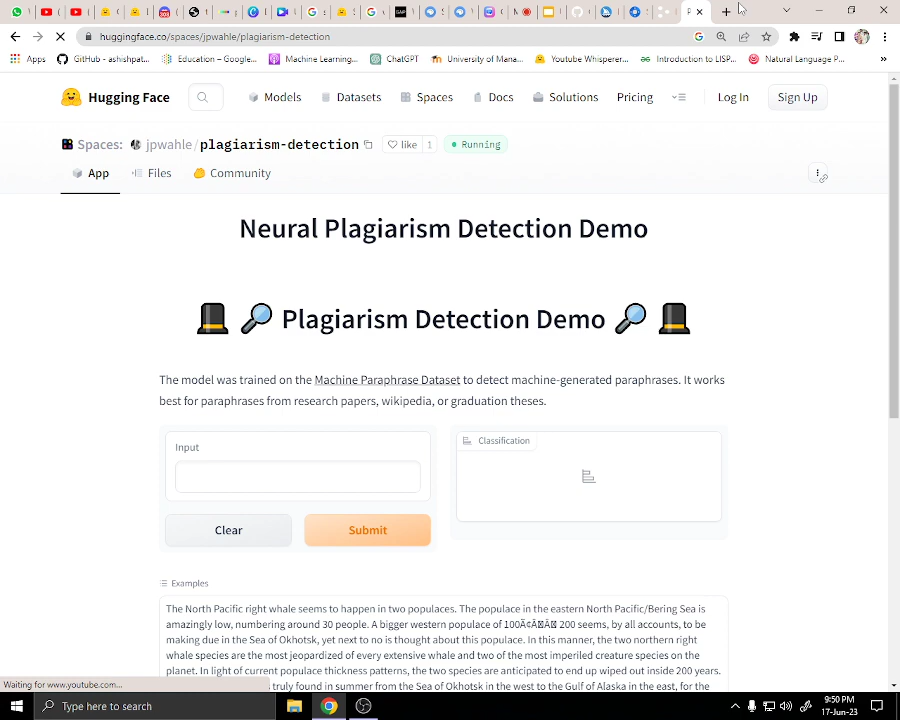 huggingface.co/spaces/jpwahle/plagiarism-detection
Apps
GitHub - ashishpat...
Education – Google...
Machine Learning...
ChatGPT
University of Mana...
Youtube Whisperer...
Introduction to LISP...
Natural Language P...
»
Hugging Face
Models
Datasets
Spaces
Docs
Solutions
Pricing
Log In
Sign Up
Spaces:
jpwahle/plagiarism-detection
like 1
Running
App
Files
Community
Neural Plagiarism Detection Demo
Plagiarism Detection Demo
The model was trained on the Machine Paraphrase Dataset to detect machine-generated paraphrases. It works
best for paraphrases from research papers, wikipedia, or graduation theses.
Input
Classification
Clear
Submit
Examples
The North Pacific right whale seems to happen in two populaces. The populace in the eastern North Pacific/Bering Sea is
amazingly low, numbering around 30 people. A bigger western populace of 200 seems, by all accounts, to be
making due in the Sea of Okhotsk, yet next to no is thought about this populace. In this manner, the two northern right
whale species are the most jeopardized of every extensive whale and two of the most imperiled creature species on the
planet. In light of current populace thickness patterns, the two species are anticipated to end up wiped out inside 200 years.
truly found in summer from the Sea of Okhotsk in the west to the Gulf of Alaska in the east, for the
Waiting for www.youtube.com...
Type here to search
9:50 PM
17-Jun-23